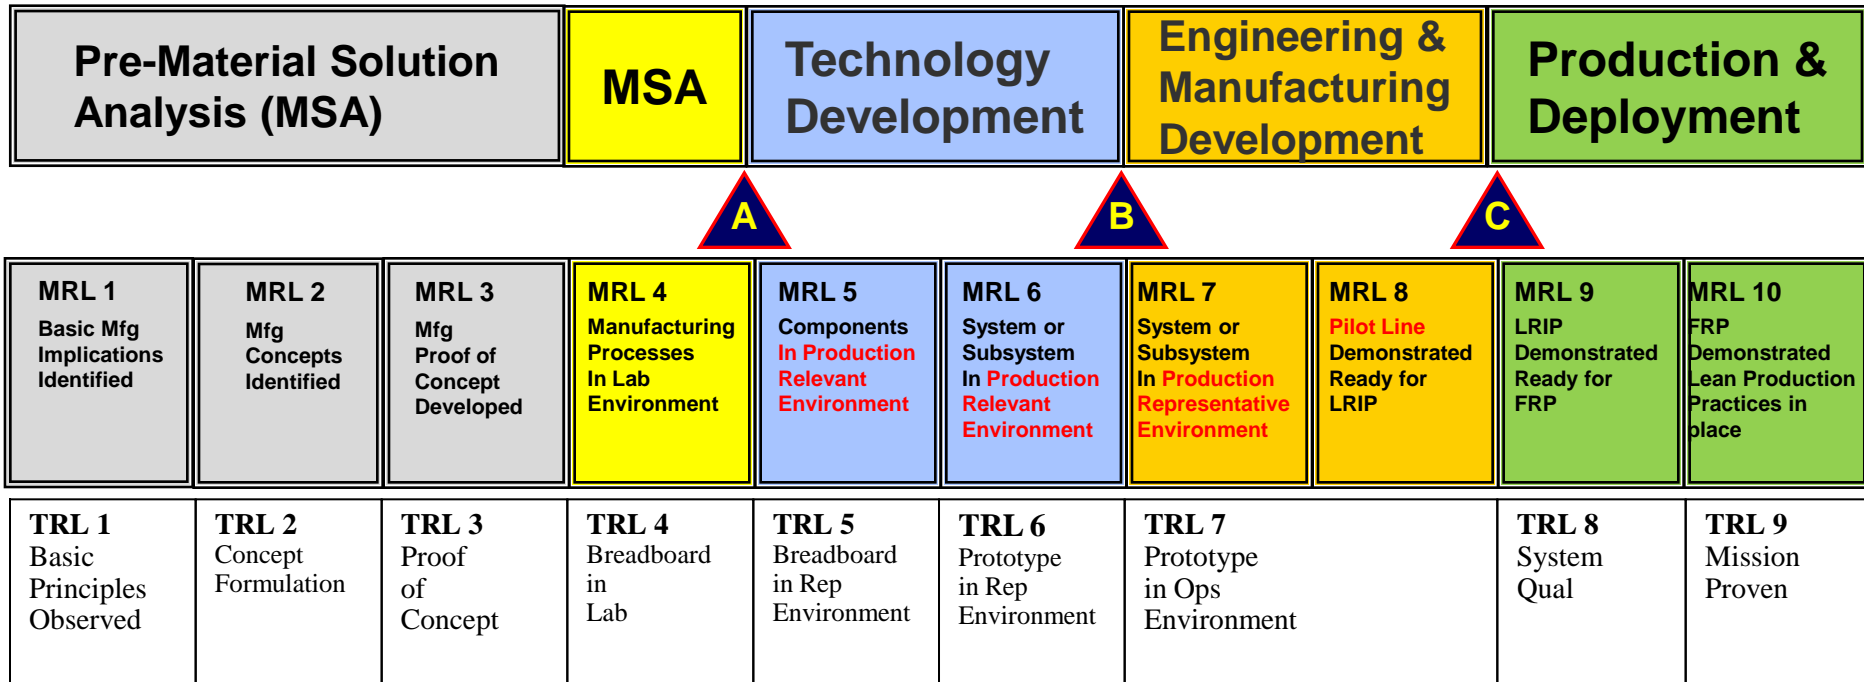 Pre-Material Solution
Analysis (MSA)
MSA
Technology
Development
Engineering &
Manufacturing
Development
Production &
Deployment
A
B
C
MRL 1
Basic Mfg
Implications
Identified
MRL 2
Mfg
Concepts
Identified
MRL 3
Mfg
Proof of
Concept
Developed
MRL 4
Manufacturing
Processes
In Lab
Environment
MRL 5
Components
In Production
Relevant
Environment
MRL 6
System or
Subsystem
In Production
Relevant
Environment
MRL 7
System or
Subsystem
In Production
Representative
Environment
MRL 8
Pilot Line
Demonstrated
Ready for
LRIP
MRL 9
LRIP
Demonstrated
Ready for
FRP
MRL 10
FRP
Demonstrated
Lean Production
Practices in
place
TRL 1
Basic
Principles
Observed
TRL 2
Concept
Formulation
TRL 3
Proof
of
Concept
TRL 4
Breadboard
in
Lab
TRL 5
Breadboard
in Rep
Environment
TRL 6
Prototype
in Rep
Environment
TRL 7
Prototype
in Ops
Environment
TRL 8
System
Qual
TRL 9
Mission
Proven